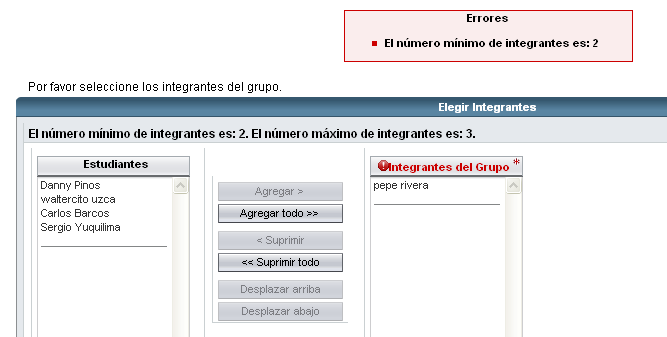 Errores
El número mínimo de integrantes es: 2
Por favor seleccione los integrantes del grupo.
Elegir Integrantes
El número mínimo de integrantes es: 2. El número máximo de integrantes es: 3.
Estudiantes
Danny Pinos
waltercito uzca
Carlos Barcos
Sergio Yuquilima
Agregar >
Agregar todo >>
< Suprimir
<< Suprimir todo
Desplazar arriba
Desplazar abajo
Integrantes del Grupo *
pepe rivera